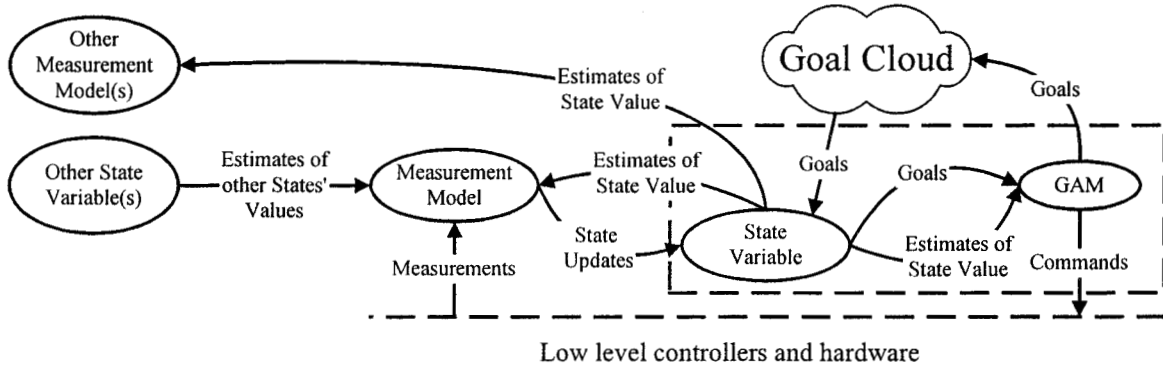 Other
Measurement
Model(s)
Estimates of
State Value
Goal Cloud
Goals
Other State
Variable(s)
Estimates of
other States'
Values
Measurement
Model
Estimates of
State Value
Goals
Goals
GAM
State
Updates
State
Variable
Estimates of
State Value
Measurements
Commands
Low level controllers and hardware